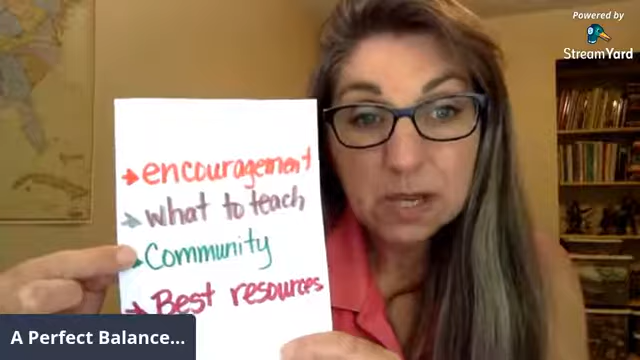 Powered by
StreamYard
→encouragement
→what to teach
→Community
→Best resources
A Perfect Balance...